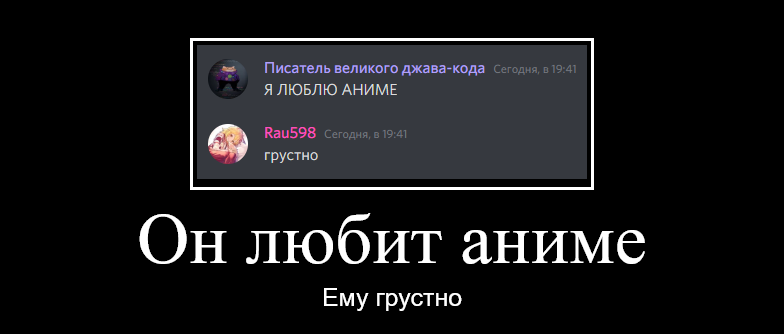 Писатель великого джава-кода Сегодня, в 19:41
Я ЛЮБЛЮ АНИМЕ
Rau598 Сегодня, в 19:41
грустно
Он любит аниме
Ему грустно